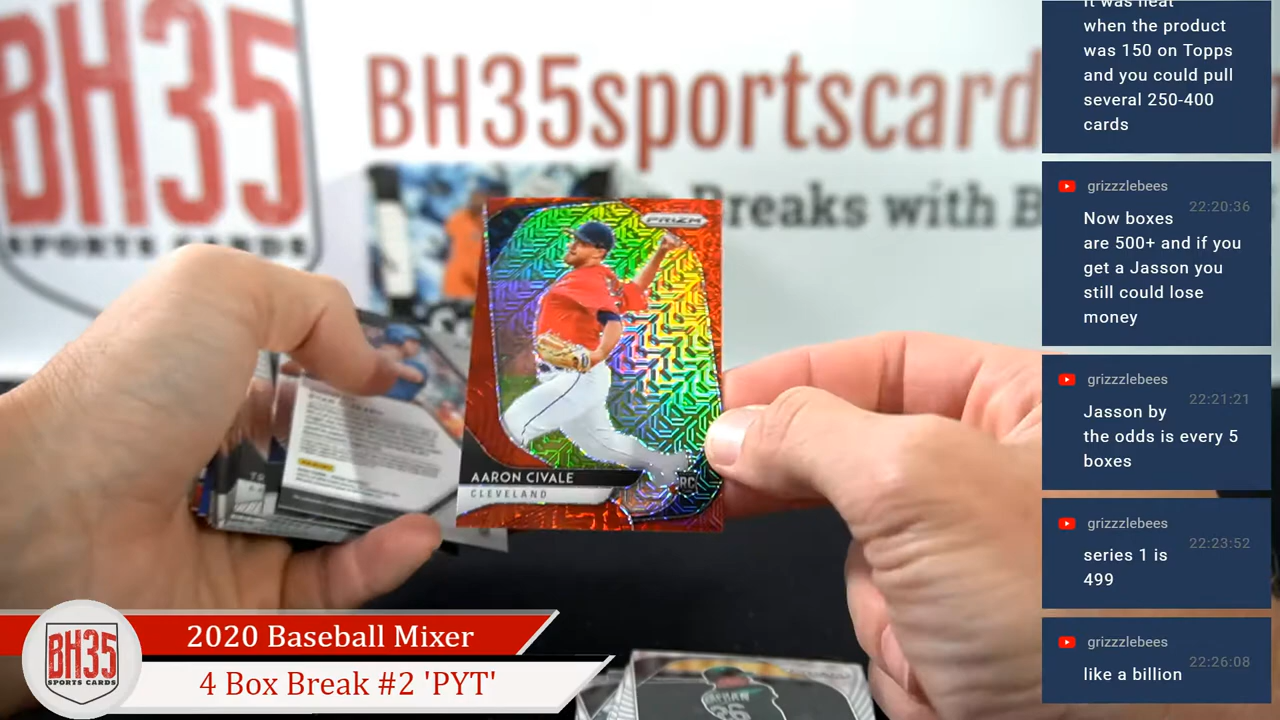 BH35
SPORTS CARDS
BH35sportscard
reaks with B
PRIZM
AARON CIVALE
CLEVELAND
RC
36
2020 Baseball Mixer
4 Box Break #2 'PYT'
BH35
SPORTS CARDS
It was neat
when the product
was 150 on Topps
and you could pull
several 250-400
cards
grizzzlebees
22:20:36
Now boxes
are 500+ and if you
get a Jasson you
still could lose
money
grizzzlebees
22:21:21
Jasson by
the odds is every 5
boxes
grizzzlebees
22:23:52
series 1 is
499
grizzzlebees
22:26:08
like a billion